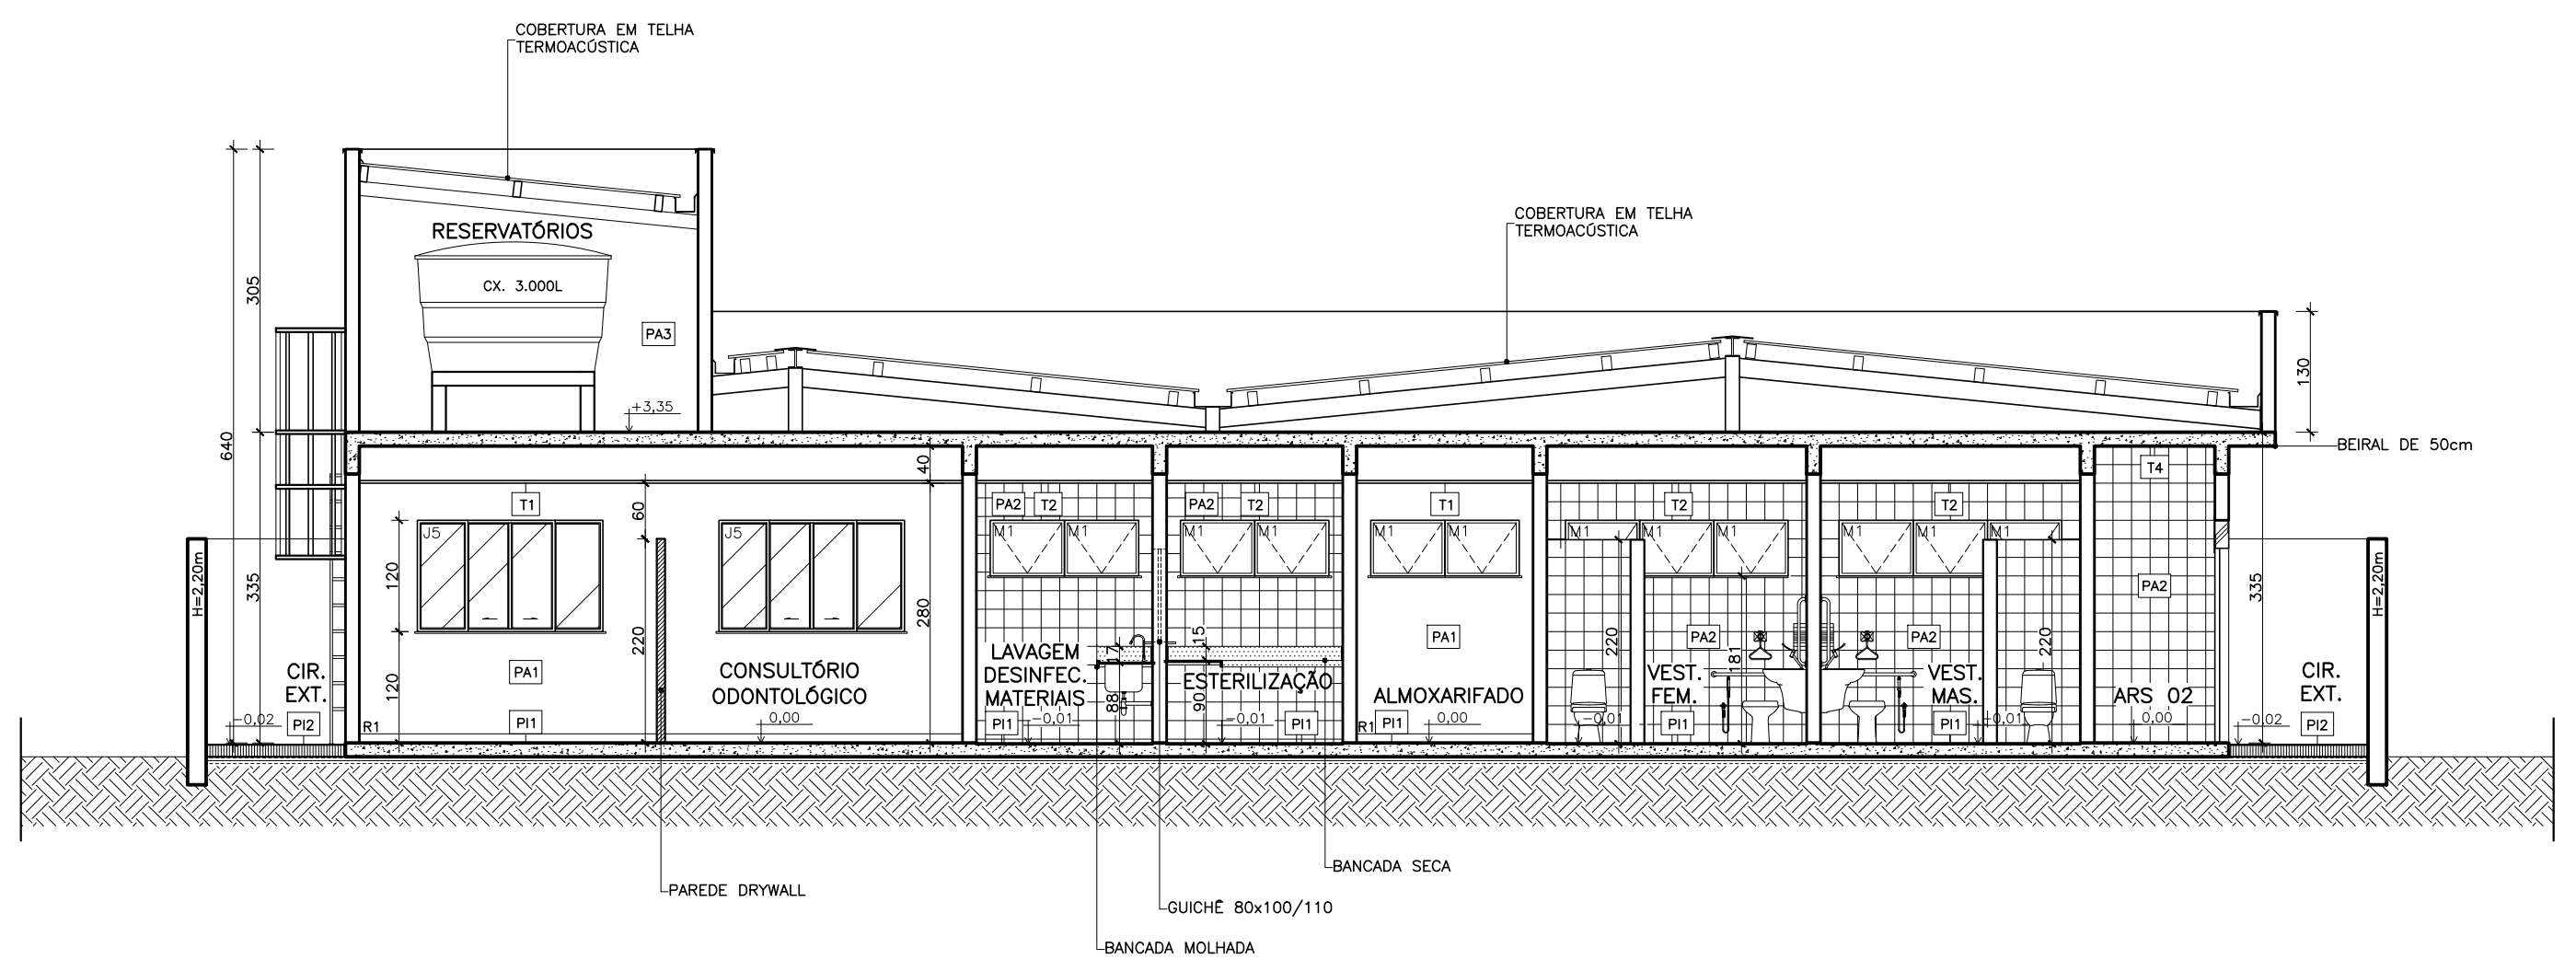 COBERTURA EM TELHA
TERMOACÚSTICA
COBERTURA EM TELHA
TERMOACÚSTICA
RESERVATÓRIOS
CX. 3.000L
PA3
+3,35
305
640
335
130
BEIRAL DE 50cm
40
T1
J5
J5
60
120
120
220
280
PA1
PI1
R1
0,00
CONSULTÓRIO
ODONTOLÓGICO
H=2,20m
CIR.
EXT.
-0,02
PI2
PA2
T2
M1
M1
LAVAGEM
DESINFEC.
MATERIAIS
PI1
-0,01
17
88
PA2
T2
M1
M1
15
90
ESTERILIZAÇÃO
-0,01
PI1
T1
M1
M1
PA1
ALMOXARIFADO
R1
PI1
0,00
T2
M1
M1
M1
220
PA2
181
VEST.
FEM.
-0,01
PI1
T2
M1
M1
M1
PA2
220
VEST.
MAS.
PI1
-0,01
T4
PA2
ARS 02
0,00
335
-0,02
CIR.
EXT.
PI2
H=2,20m
BANCADA SECA
PAREDE DRYWALL
GUICHÊ 80x100/110
BANCADA MOLHADA